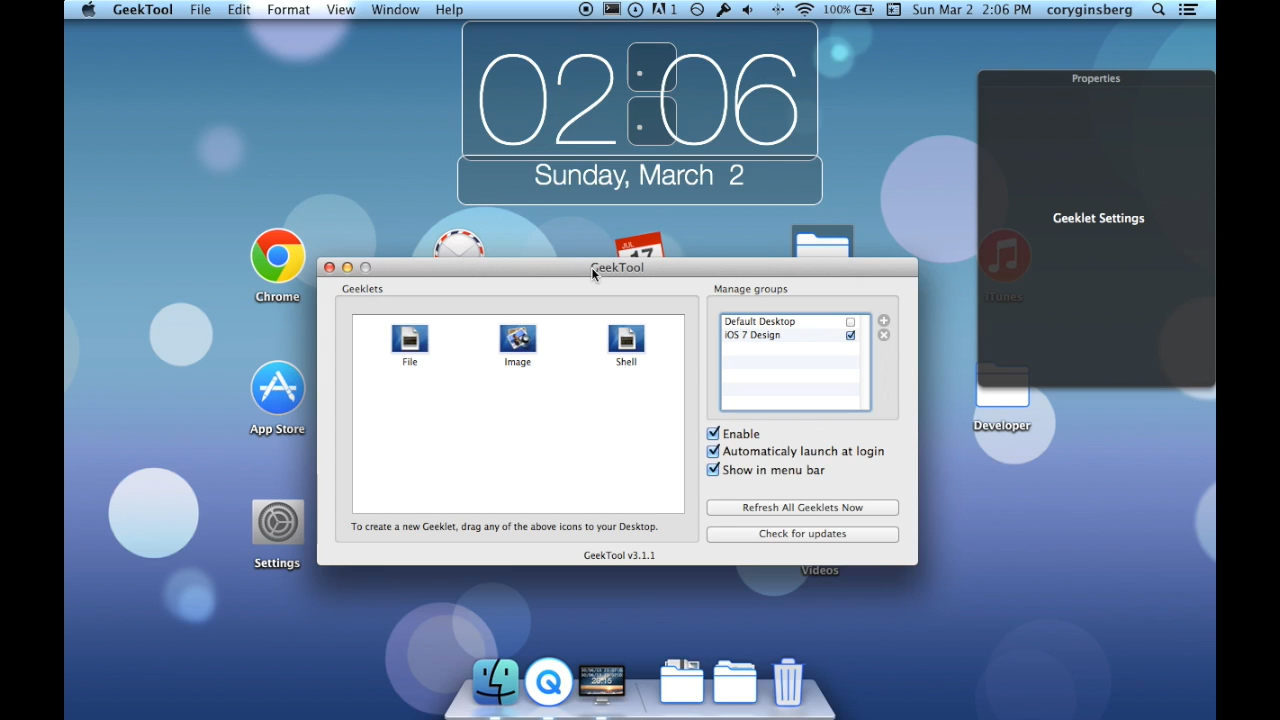 GeekTool File Edit Format View Window Help 1 100% Sun Mar 2 2:06 PM coryginsberg
02:06
Sunday, March 2
Properties
Geeklet Settings
JUL
17
Chrome
iTunes
App Store
Developer
Settings
Videos
GeekTool
Geeklets
Manage groups
File
Image
Shell
Default Desktop
iOS 7 Design
Enable
Automaticaly launch at login
Show in menu bar
Refresh All Geeklets Now
Check for updates
To create a new Geeklet, drag any of the above icons to your Desktop.
GeekTool v3.1.1